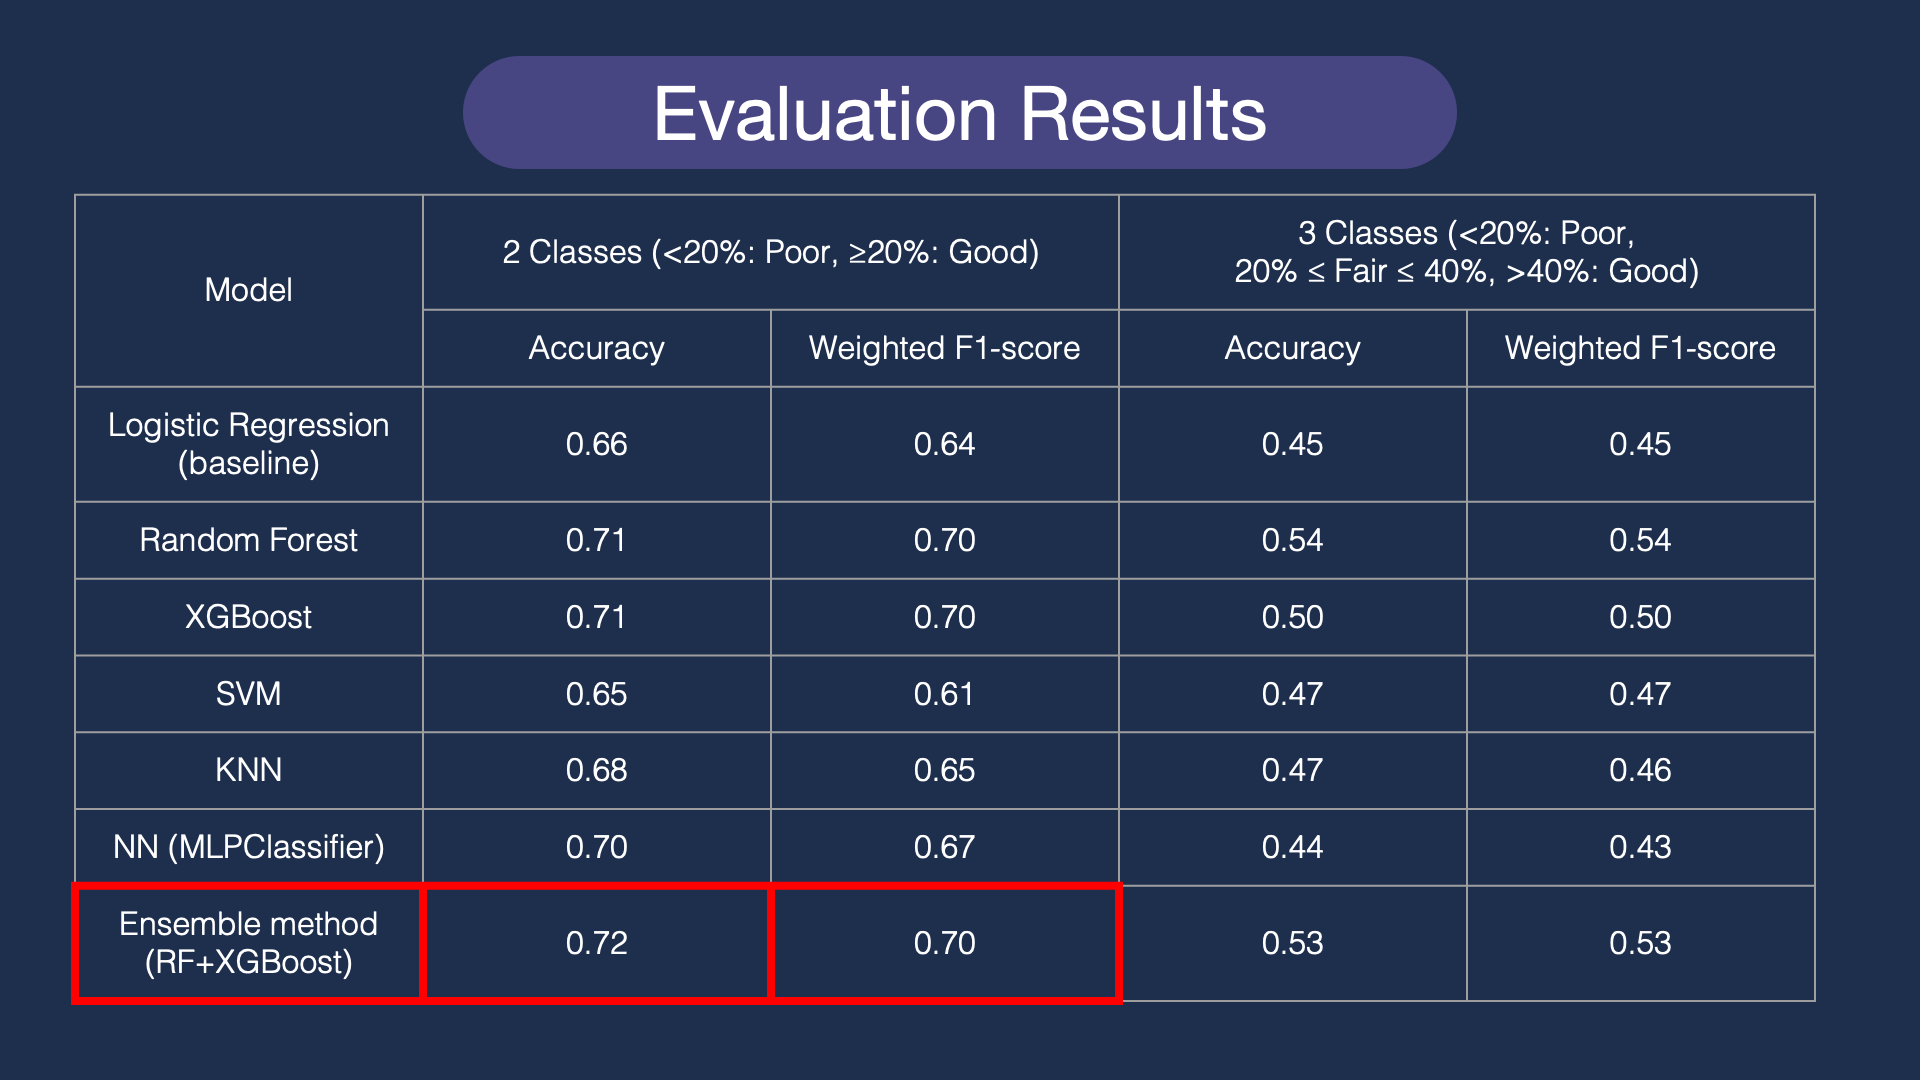 Evaluation Results
Model
2 Classes (<20%: Poor, ≥20%: Good)
3 Classes (<20%: Poor,
20% ≤ Fair ≤ 40%, >40%: Good)
Accuracy
Weighted F1-score
Accuracy
Weighted F1-score
Logistic Regression
(baseline)
0.66
0.64
0.45
0.45
Random Forest
0.71
0.70
0.54
0.54
XGBoost
0.71
0.70
0.50
0.50
SVM
0.65
0.61
0.47
0.47
KNN
0.68
0.65
0.47
0.46
NN (MLPClassifier)
0.70
0.67
0.44
0.43
Ensemble method
(RF+XGBoost)
0.72
0.70
0.53
0.53